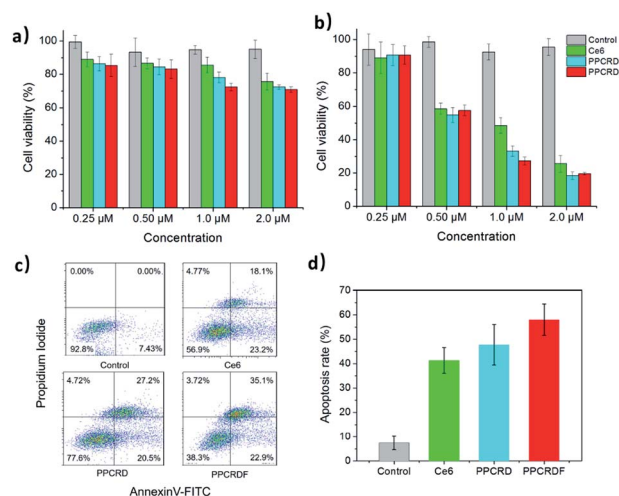 a)
Cell viability (%)
100
80
60
40
20
0
0.25 μM 0.50 μM 1.0 μM 2.0 μM
Concentration
b)
Cell viability (%)
100
80
60
40
20
0
0.25 μM 0.50 μM 1.0 μM 2.0 μM
Concentration
Control
Ce6
PPCRD
PPCRD
c)
Propidium Iodide
0.00% 0.00%
92.8% 7.43%
Control
4.77% 18.1%
56.9% 23.2%
Ce6
4.72% 27.2%
77.6% 20.5%
PPCRD
3.72% 35.1%
38.3% 22.9%
PPCRDF
AnnexinV-FITC
d)
Apoptosis rate (%)
70
60
50
40
30
20
10
0
Control Ce6 PPCRD PPCRDF